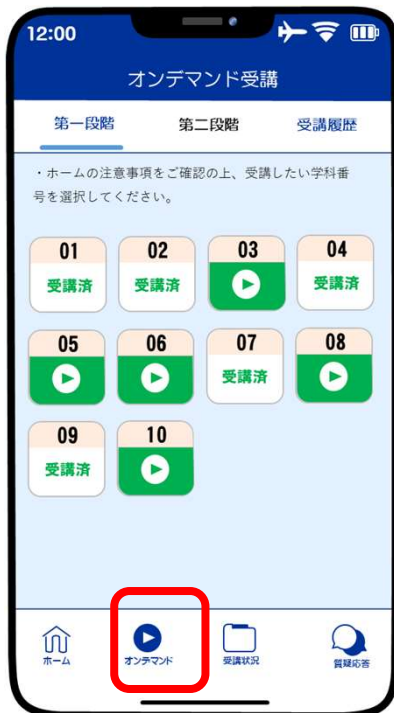 12:00
オンデマンド受講
第一段階 第二段階 受講履歴
・ホームの注意事項をご確認の上、受講したい学科番
号を選択してください。
01 02 03 04
受講済 受講済 受講済
05 06 07 08
受講済
09 10
受講済
ホーム オンデマンド 受講状況 質疑応答